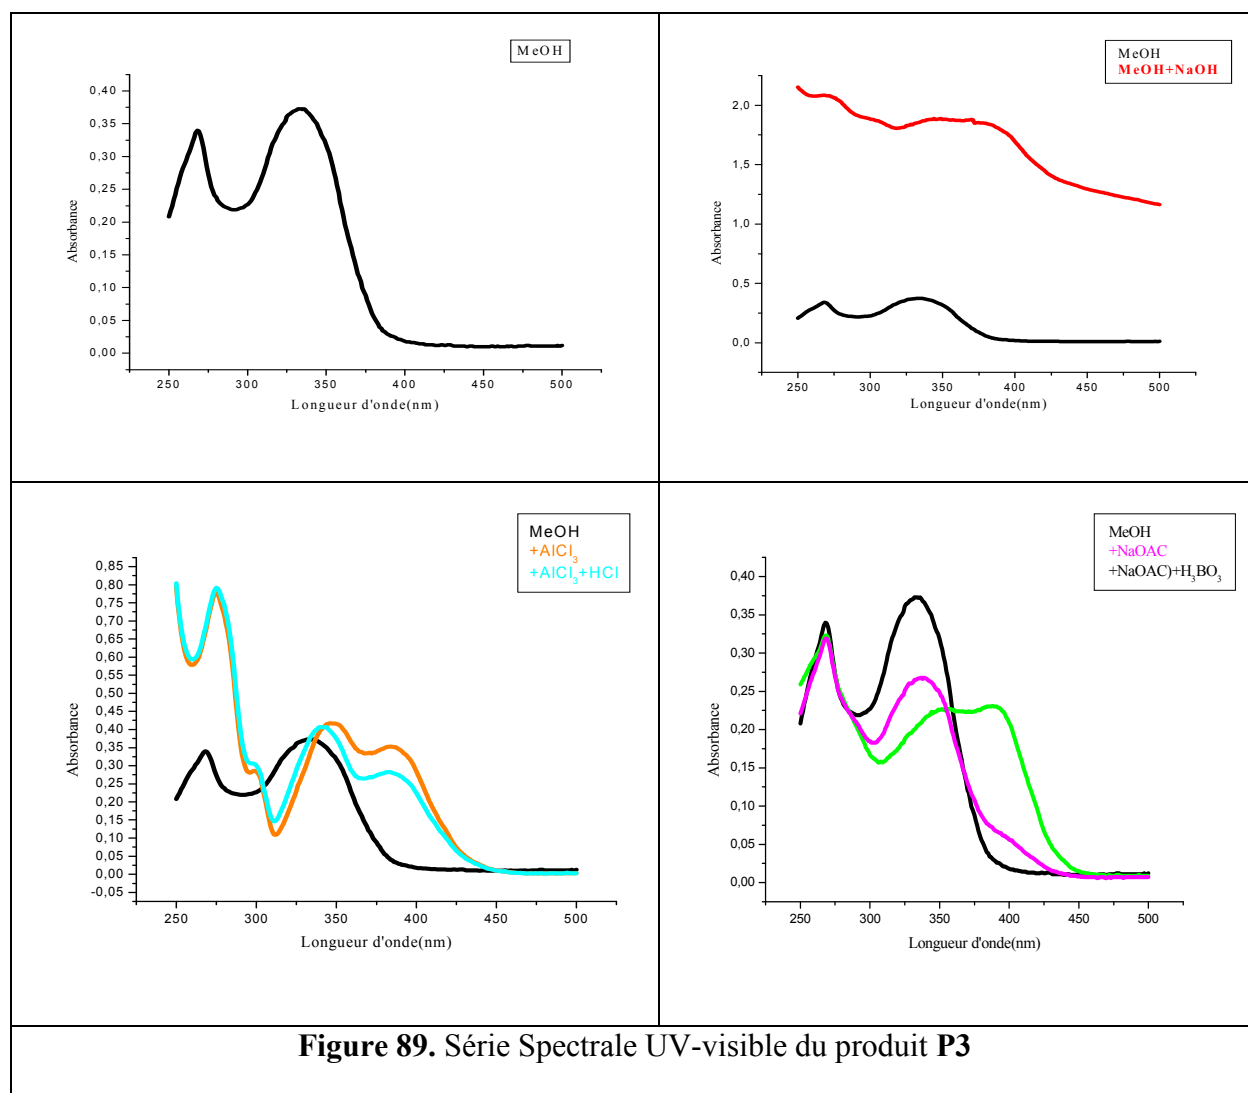 MeOH
0,40
0,35
0,30
0,25
0,20
0,15
0,10
0,05
0,00
Absorbance
250 300 350 400 450 500
Longueur d'onde(nm)
MeOH
MeOH+NaOH
2,0
1,5
1,0
0,5
0,0
Absorbance
250 300 350 400 450 500
Longueur d'onde(nm)
MeOH
+AlCl3
+AlCl3+HCl
0,85
0,80
0,75
0,70
0,65
0,60
0,55
0,50
0,45
0,40
0,35
0,30
0,25
0,20
0,15
0,10
0,05
0,00
-0,05
Absorbance
250 300 350 400 450 500
Longueur d'onde(nm)
MeOH
+NaOAC
+NaOAC)+H3BO3
0,40
0,35
0,30
0,25
0,20
0,15
0,10
0,05
0,00
Absorbance
250 300 350 400 450 500
Longueur d'onde(nm)
Figure 89. Série Spectrale UV-visible du produit P3